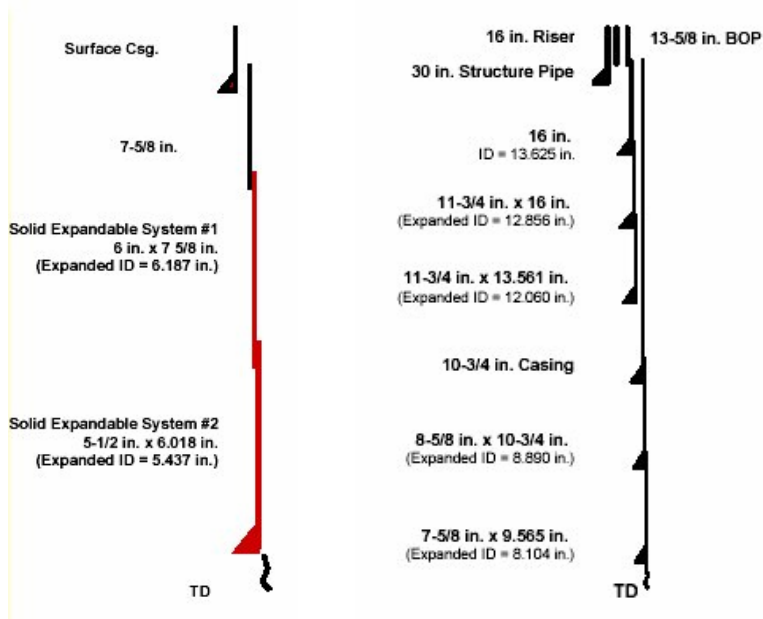 Surface Csg.
7-5/8 in.
Solid Expandable System #1
6 in. x 7 5/8 in.
(Expanded ID = 6.187 in.)
Solid Expandable System #2
5-1/2 in. x 6.018 in.
(Expanded ID = 5.437 in.)
TD
16 in. Riser
13-5/8 in. BOP
30 in. Structure Pipe
16 in.
ID = 13.625 in.
11-3/4 in. x 16 in.
(Expanded ID = 12.856 in.)
11-3/4 in. x 13.561 in.
(Expanded ID = 12.060 in.)
10-3/4 in. Casing
8-5/8 in. x 10-3/4 in.
(Expanded ID = 8.890 in.)
7-5/8 in. x 9.565 in.
(Expanded ID = 8.104 in.)
TD